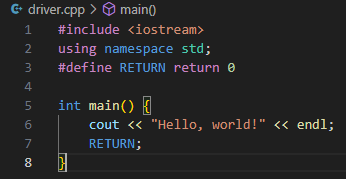 driver.cpp > main()
1 #include <iostream>
2 using namespace std;
3 #define RETURN return 0
4
5 int main() {
6     cout << "Hello, world!" << endl;
7     RETURN;
8 }